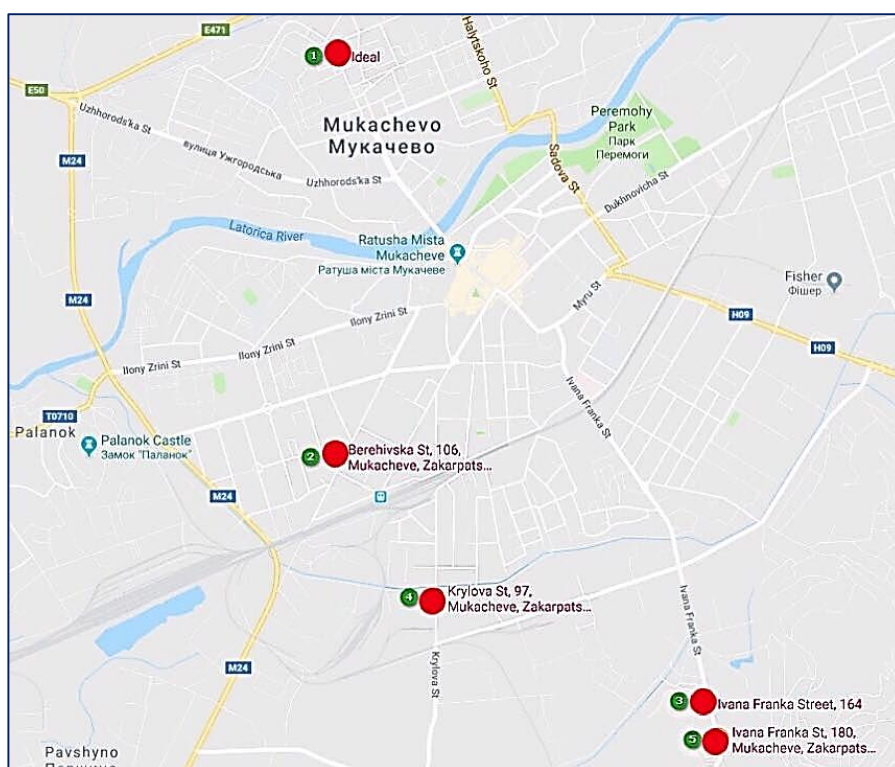 E471
E50
1
Ideal
Halytskoho St
Uzhhorods'ka St
вулиця Ужгородська
Uzhhorods'ka St
Mukachevo
Мукачево
Peremohy
Park
Парк
Перемоги
Sadova St
Dukhnovicha St
M24
Latorica River
Ratusha Mista
Mukacheve
Ратуша міста Мукачеве
Fisher
Фішер
M24
Myru St
H09
H09
Ilony Zrini St
Ilony Zrini St
Ilony Zrini St
Ivana Franka St
T0710
Palanok
Palanok Castle
Замок "Паланок"
2
Berehivska St, 106,
Mukacheve, Zakarpats...
M24
4
Krylova St, 97,
Mukacheve, Zakarpats...
Ivana Franka St
Krylova St
M24
3
Ivana Franka Street, 164
5
Ivana Franka St, 180,
Mukacheve, Zakarpats...
Pavshyno